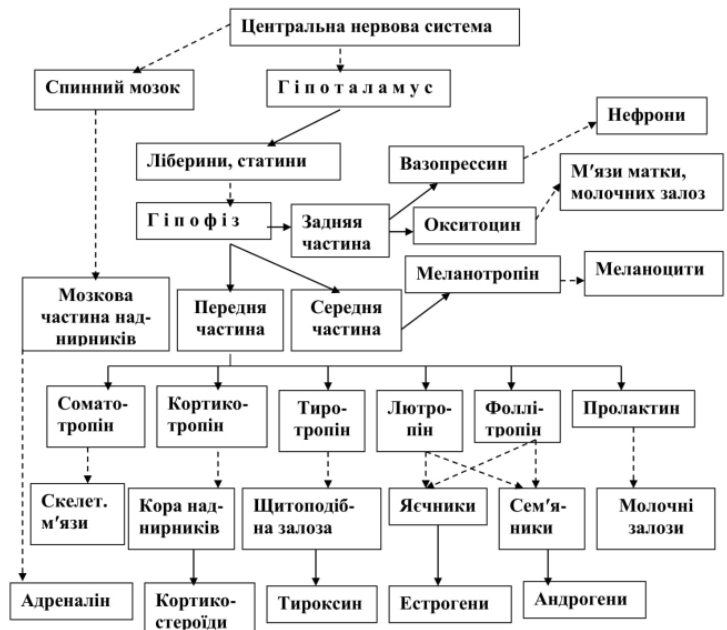 Центральна нервова система
Спинний мозок
Г і п о т а л а м у с
Нефрони
Ліберини, статини
Вазопрессин
М′язи матки,
молочних залоз
Г і п о ф і з
Задняя
частина
Окситоцин
Меланотропін
Меланоцити
Мозкова
частина над-
нирників
Передня
частина
Середня
частина
Сомато-
тропін
Кортико-
тропін
Тиро-
тропін
Лютро-
пін
Фоллі-
тропін
Пролактин
Скелет.
м′язи
Кора над-
нирників
Щитоподіб-
на залоза
Яєчники
Сем′я-
ники
Молочні
залози
Адреналін
Кортико-
стероїди
Тироксин
Естрогени
Андрогени